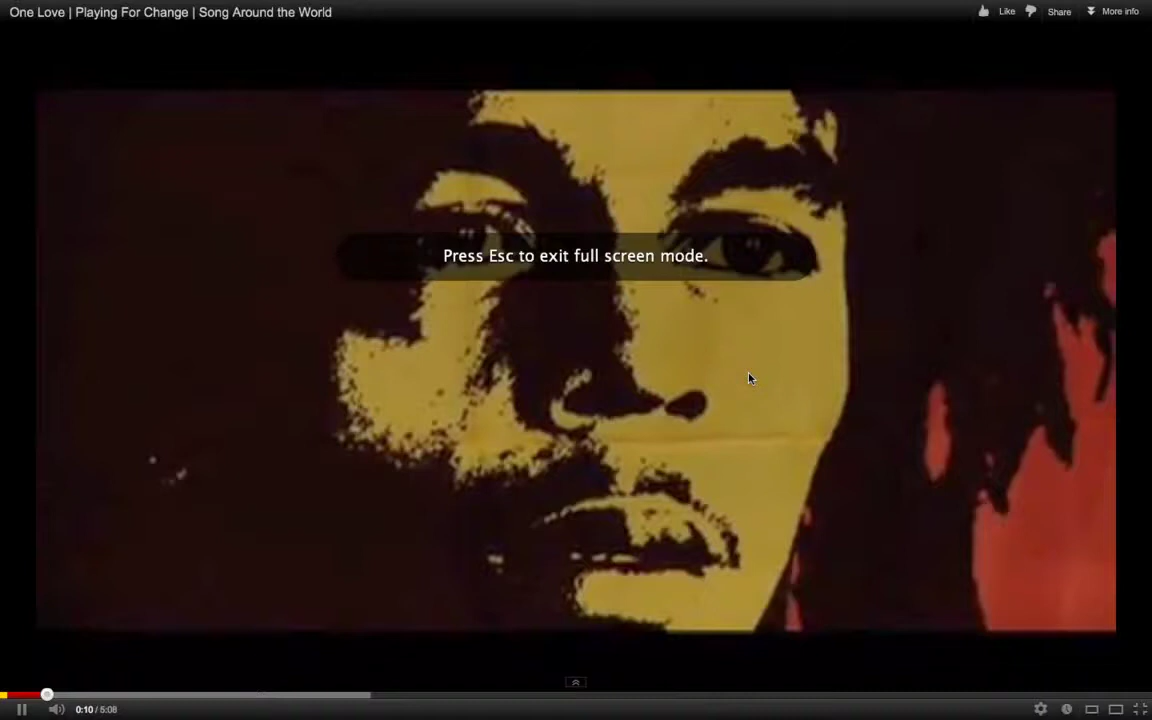 One Love | Playing For Change | Song Around the World
Like
Share
More info
Press Esc to exit full screen mode.
0:10 / 5:08